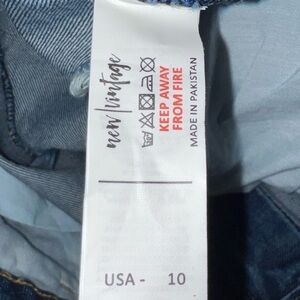 new | vintage
KEEP AWAY
FROM FIRE
MADE IN PAKISTAN
USA - 10